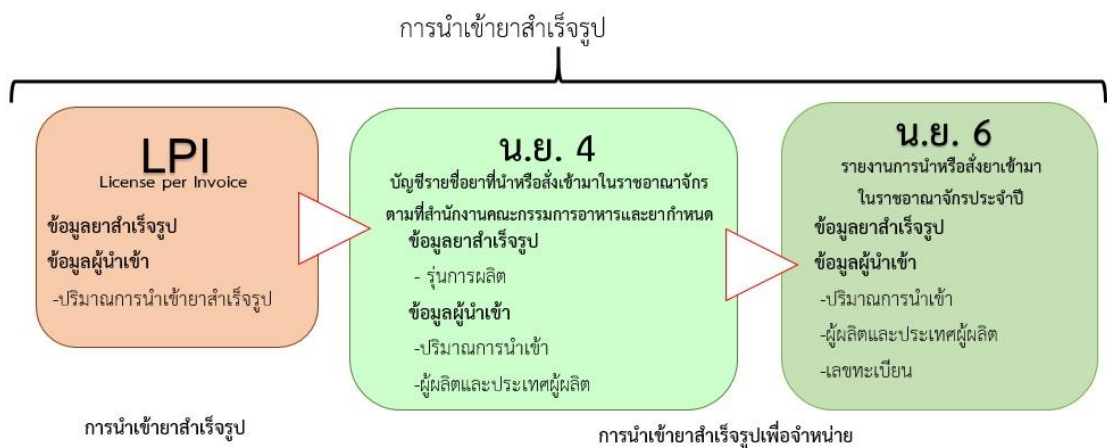 การนำเข้ายาสำเร็จรูป
LPI
License per Invoice
ข้อมูลยาสำเร็จรูป
ข้อมูลผู้นำเข้า
-ปริมาณการนำเข้ายาสำเร็จรูป
น.ย. 4
บัญชีรายชื่อยาที่นำหรือสั่งเข้ามาในราชอาณาจักร
ตามที่สำนักงานคณะกรรมการอาหารและยากำหนด
ข้อมูลยาสำเร็จรูป
- รุ่นการผลิต
ข้อมูลผู้นำเข้า
-ปริมาณการนำเข้า
-ผู้ผลิตและประเทศผู้ผลิต
น.ย. 6
รายงานการนำหรือสั่งยาเข้ามา
ในราชอาณาจักรประจำปี
ข้อมูลยาสำเร็จรูป
ข้อมูลผู้นำเข้า
-ปริมาณการนำเข้า
-ผู้ผลิตและประเทศผู้ผลิต
-เลขทะเบียน
การนำเข้ายาสำเร็จรูป
การนำเข้ายาสำเร็จรูปเพื่อจำหน่าย